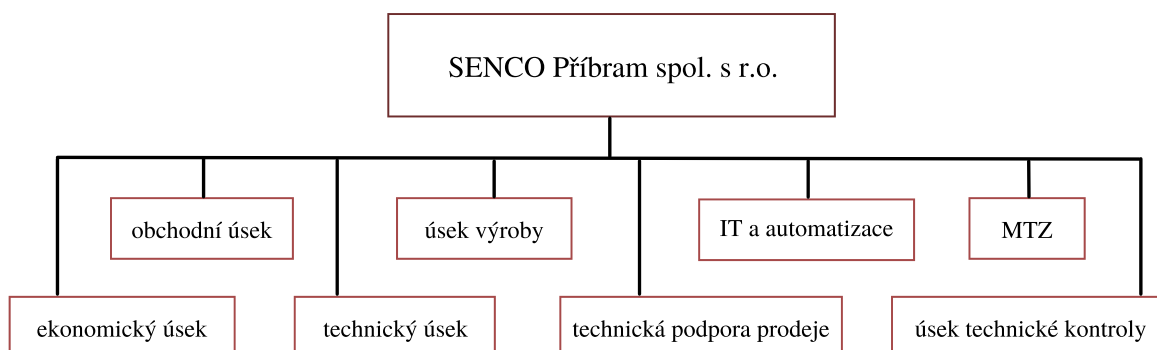 SENCO Příbram spol. s r.o.
obchodní úsek
úsek výroby
IT a automatizace
MTZ
ekonomický úsek
technický úsek
technická podpora prodeje
úsek technické kontroly